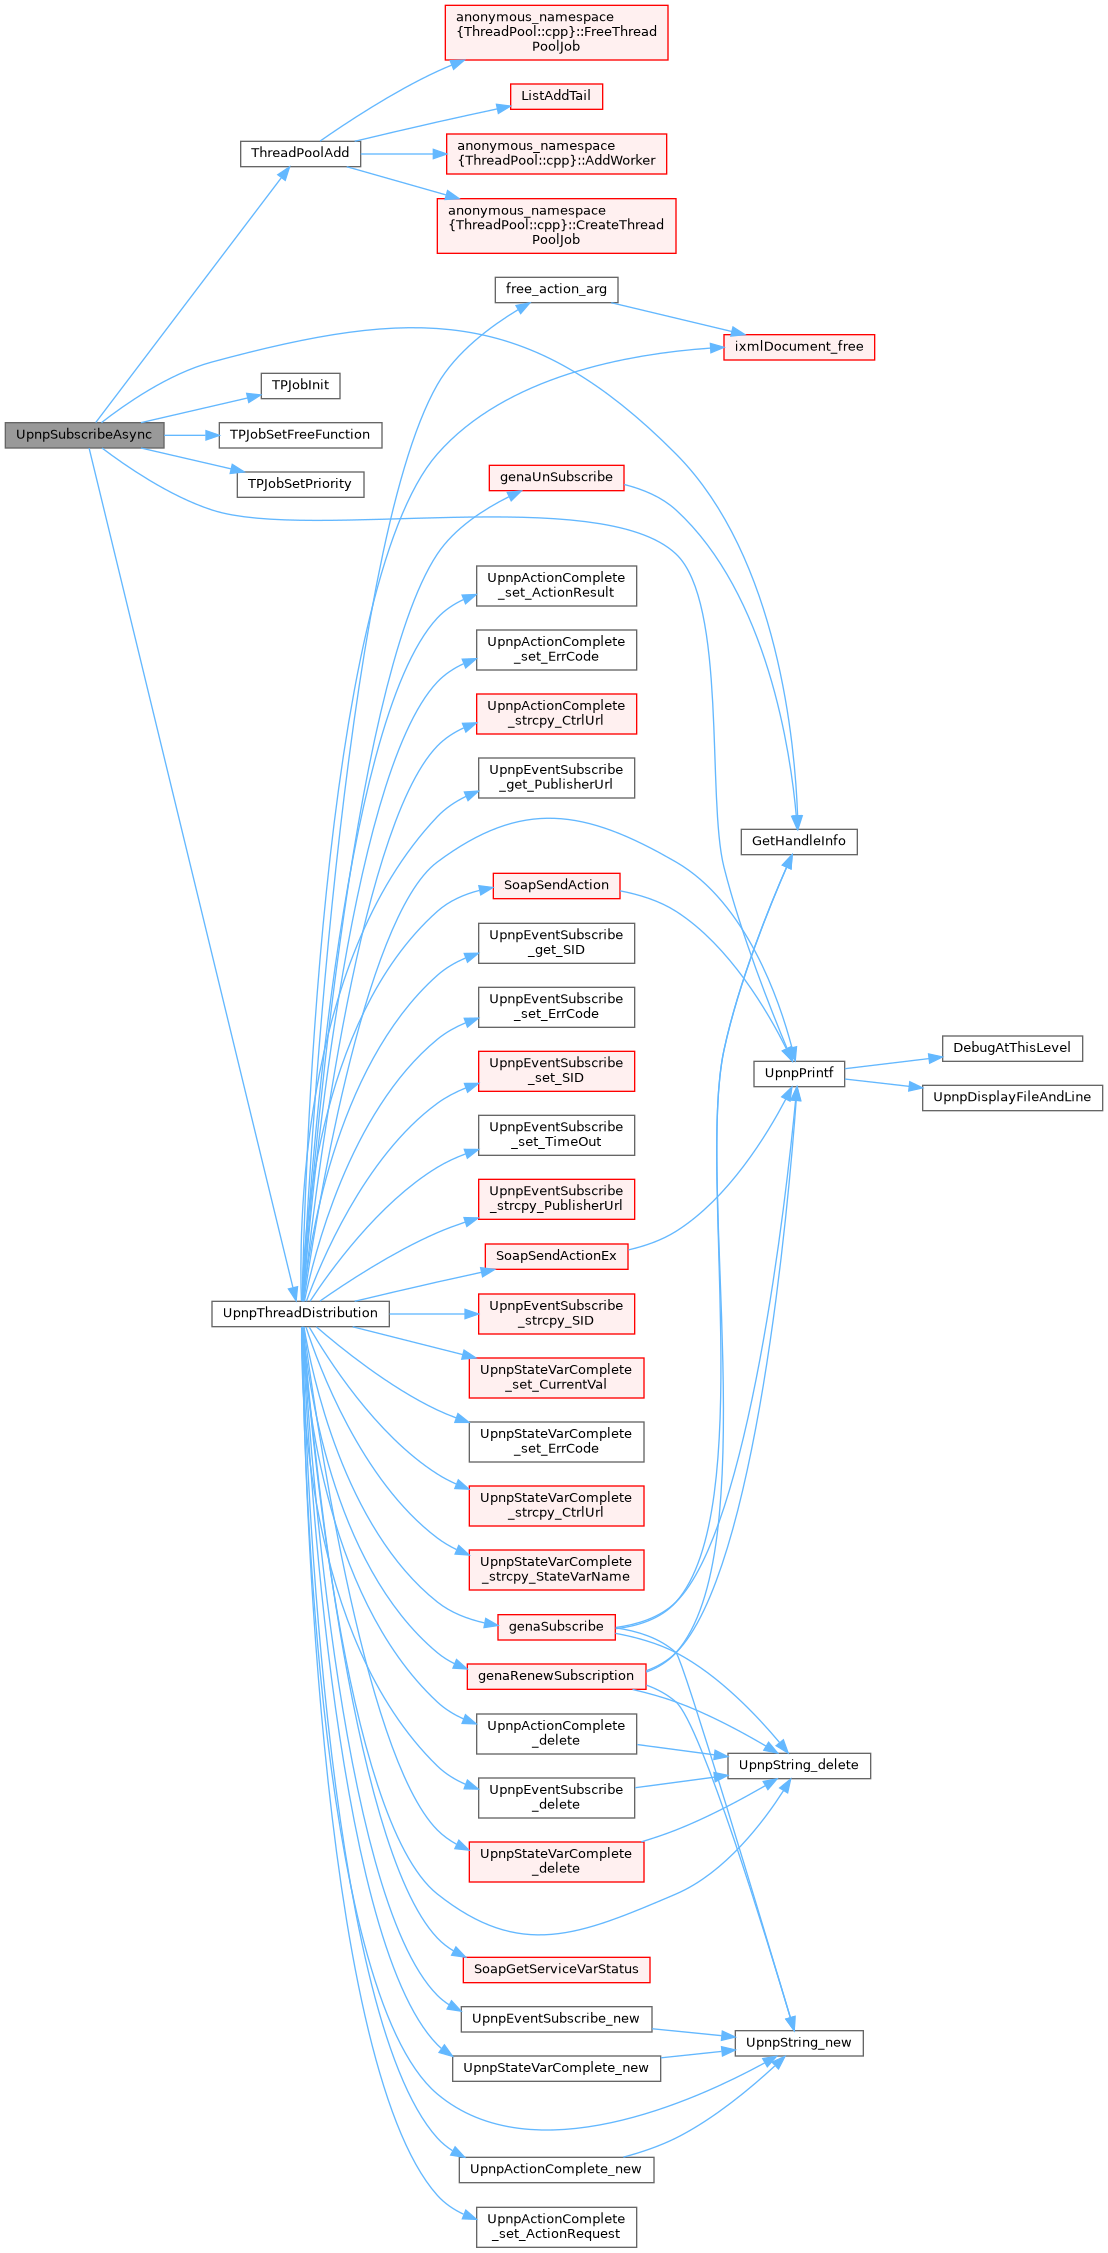 anonymous_namespace
{ThreadPool::cpp}::FreeThread
PoolJob
ListAddTail
ThreadPoolAdd
anonymous_namespace
{ThreadPool::cpp}::AddWorker
anonymous_namespace
{ThreadPool::cpp}::CreateThread
PoolJob
free_action_arg
ixmlDocument_free
TPJobInit
UpnpSubscribeAsync
TPJobSetFreeFunction
TPJobSetPriority
genaUnSubscribe
UpnpActionComplete
_set_ActionResult
UpnpActionComplete
_set_ErrCode
UpnpActionComplete
_strcpy_CtrlUrl
UpnpEventSubscribe
_get_PublisherUrl
GetHandleInfo
SoapSendAction
UpnpEventSubscribe
_get_SID
UpnpEventSubscribe
_set_ErrCode
UpnpEventSubscribe
_set_SID
UpnpPrintf
DebugAtThisLevel
UpnpDisplayFileAndLine
UpnpEventSubscribe
_set_TimeOut
UpnpEventSubscribe
_strcpy_PublisherUrl
SoapSendActionEx
UpnpThreadDistribution
UpnpEventSubscribe
_strcpy_SID
UpnpStateVarComplete
_set_CurrentVal
UpnpStateVarComplete
_set_ErrCode
UpnpStateVarComplete
_strcpy_CtrlUrl
UpnpStateVarComplete
_strcpy_StateVarName
genaSubscribe
genaRenewSubscription
UpnpActionComplete
_delete
UpnpString_delete
UpnpEventSubscribe
_delete
UpnpStateVarComplete
_delete
SoapGetServiceVarStatus
UpnpEventSubscribe_new
UpnpString_new
UpnpStateVarComplete_new
UpnpActionComplete_new
UpnpActionComplete
_set_ActionRequest